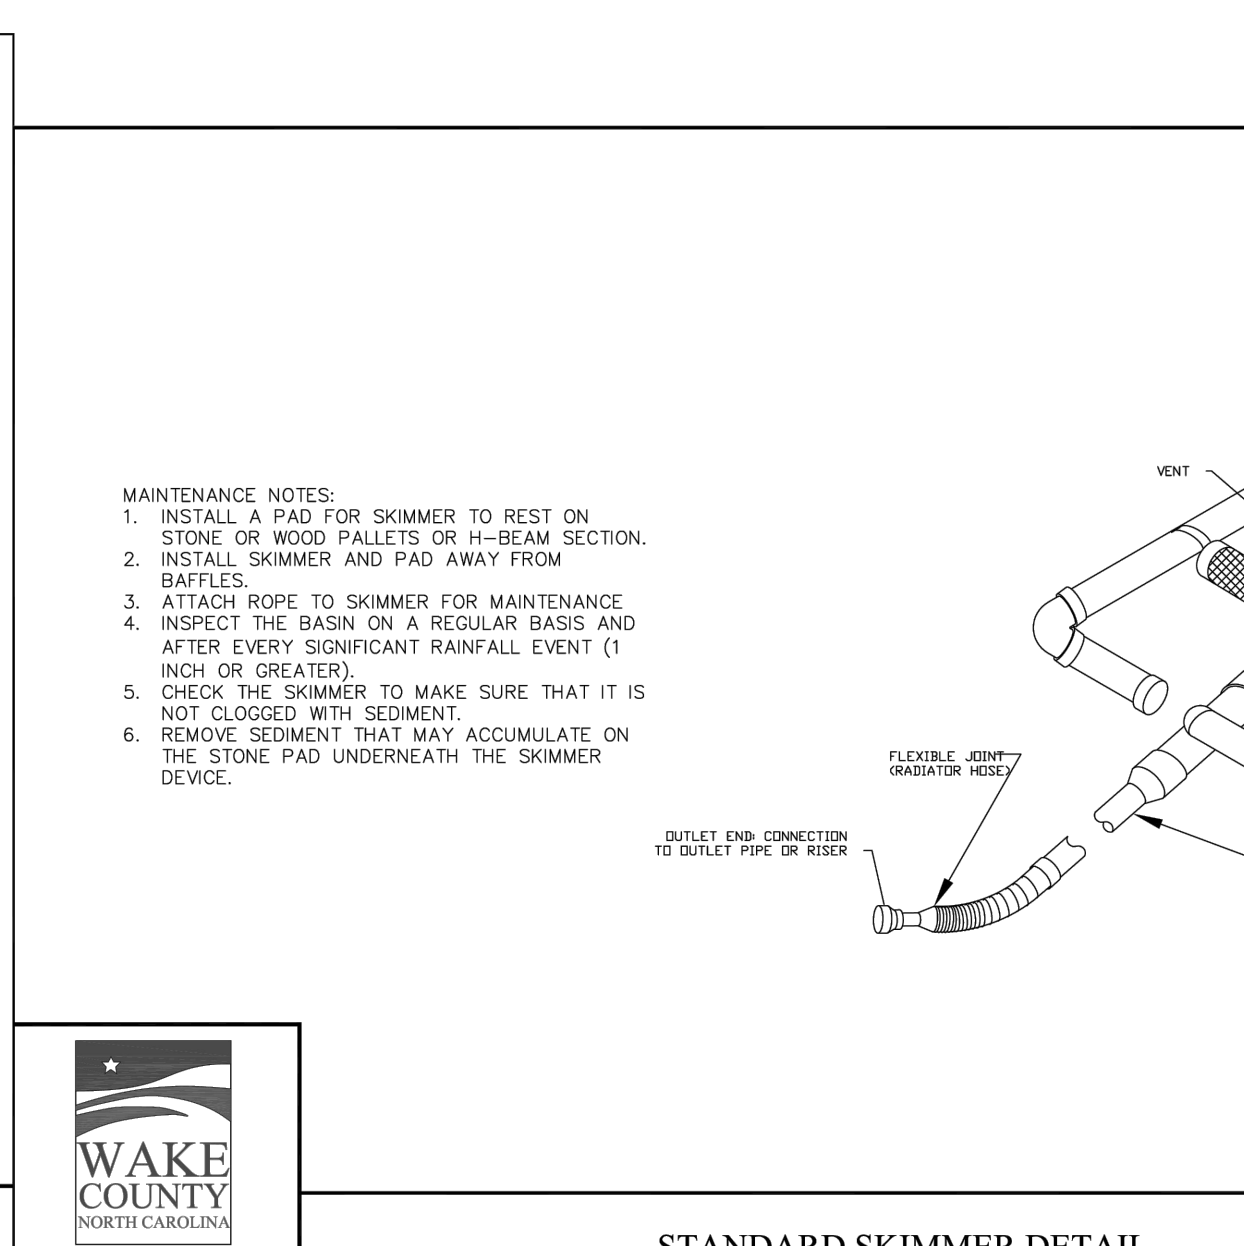 MAINTENANCE NOTES:
1. INSTALL A PAD FOR SKIMMER TO REST ON
STONE OR WOOD PALLETS OR H-BEAM SECTION.
2. INSTALL SKIMMER AND PAD AWAY FROM
BAFFLES.
3. ATTACH ROPE TO SKIMMER FOR MAINTENANCE
4. INSPECT THE BASIN ON A REGULAR BASIS AND
AFTER EVERY SIGNIFICANT RAINFALL EVENT (1
INCH OR GREATER).
5. CHECK THE SKIMMER TO MAKE SURE THAT IT IS
NOT CLOGGED WITH SEDIMENT.
6. REMOVE SEDIMENT THAT MAY ACCUMULATE ON
THE STONE PAD UNDERNEATH THE SKIMMER
DEVICE.
VENT
FLEXIBLE JOINT
(RADIATOR HOSE)
OUTLET END: CONNECTION
TO OUTLET PIPE OR RISER
WAKE
COUNTY
NORTH CAROLINA
STANDARD SKIMMER DETAIL